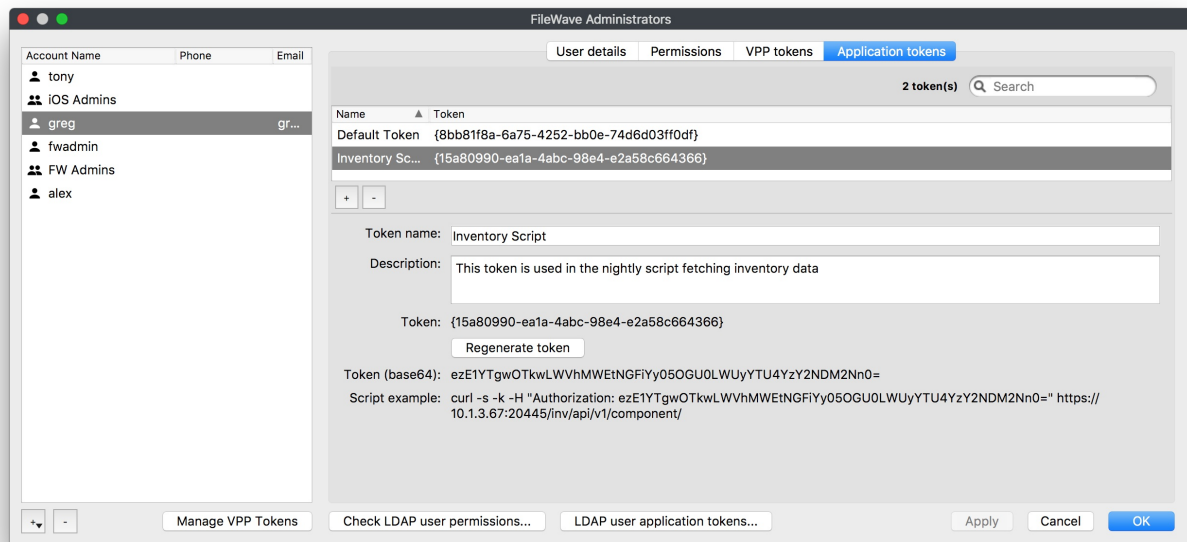 FileWave Administrators
Account Name Phone Email
tony
iOS Admins
greg gr...
fwadmin
FW Admins
alex
+ -
Manage VPP Tokens
User details Permissions VPP tokens Application tokens
2 token(s) Search
Name Token
Default Token {8bb81f8a-6a75-4252-bb0e-74d6d03ff0df}
Inventory Sc... {15a80990-ea1a-4abc-98e4-e2a58c664366}
+ -
Token name: Inventory Script
Description: This token is used in the nightly script fetching inventory data
Token: {15a80990-ea1a-4abc-98e4-e2a58c664366}
Regenerate token
Token (base64): ezE1YTgwOTkwLWVhMWEtNGFiYy05OGU0LWUyYTU4YzY2NDM2Nn0=
Script example: curl -s -k -H "Authorization: ezE1YTgwOTkwLWVhMWEtNGFiYy05OGU0LWUyYTU4YzY2NDM2Nn0=" https://
10.1.3.67:20445/inv/api/v1/component/
Check LDAP user permissions... LDAP user application tokens... Apply Cancel OK